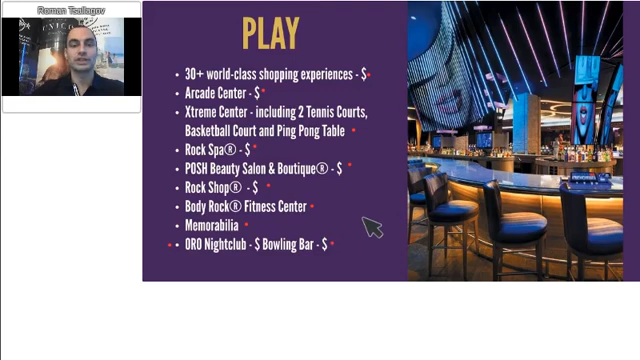 Roman Tsallagov
PLAY
• 30+ world-class shopping experiences - $
• Arcade Center - $
• Xtreme Center - including 2 Tennis Courts,
Basketball Court and Ping Pong Table
• Rock Spa® - $
• POSH Beauty Salon & Boutique® - $
• Rock Shop® - $
• Body Rock® Fitness Center
• Memorabilia
• ORO Nightclub - $ Bowling Bar - $